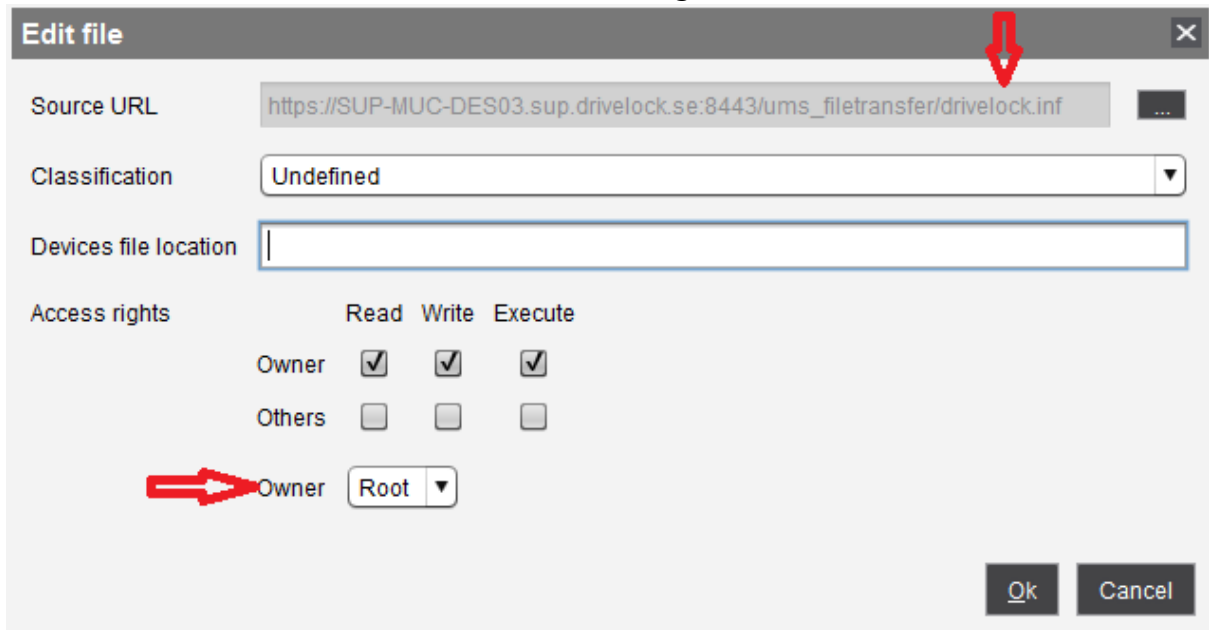 Edit file
Source URL https://SUP-MUC-DES03.sup.drivelock.se:8443/ums_filetransfer/drivelock.inf ...
Classification Undefined
Devices file location
Access rights Read Write Execute
Owner
Others
Owner Root
Ok Cancel